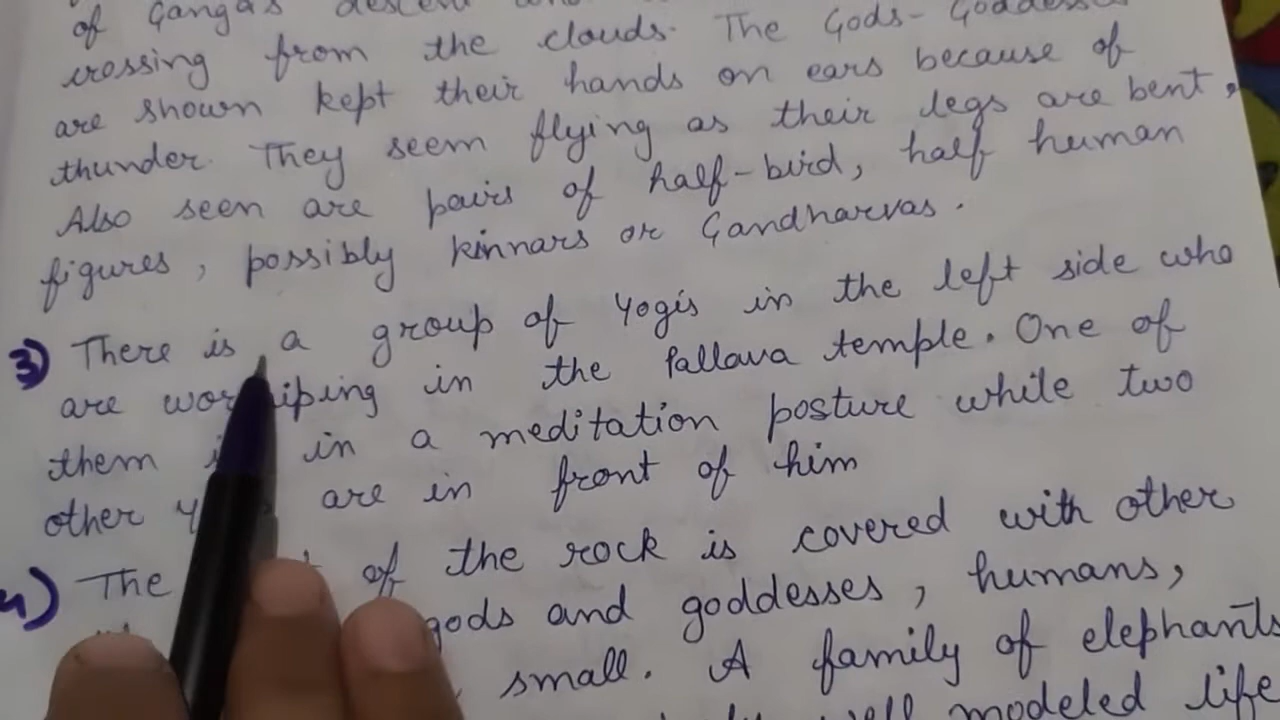 of Ganga's descent
crossing from the clouds. The Gods-Goddesses
are shown kept their hands on ears because of
thunder. They seem flying as their legs are bent,
Also seen are pairs of half-bird, half human
figures, possibly kinnars or Gandharvas.
3) There is a group of Yogis in the left side who
are in the Pallava temple. One of
them in a meditation posture while two
other are in front of him
4) The of the rock is covered with other
gods and goddesses, humans,
small. A family of elephants
well modeled life